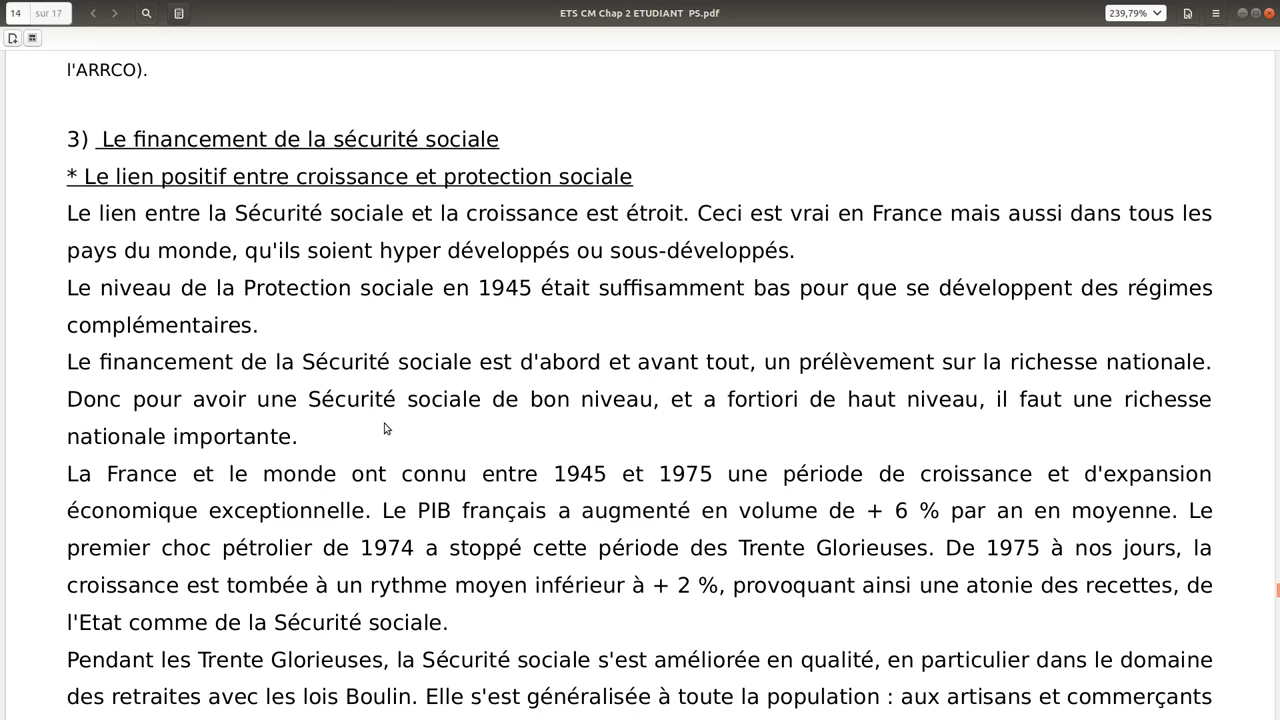 14 sur 17
ETS CM Chap 2 ETUDIANT PS.pdf
239,79%
l'ARRCO).
3) Le financement de la sécurité sociale
* Le lien positif entre croissance et protection sociale
Le lien entre la Sécurité sociale et la croissance est étroit. Ceci est vrai en France mais aussi dans tous les
pays du monde, qu'ils soient hyper développés ou sous-développés.
Le niveau de la Protection sociale en 1945 était suffisamment bas pour que se développent des régimes
complémentaires.
Le financement de la Sécurité sociale est d'abord et avant tout, un prélèvement sur la richesse nationale.
Donc pour avoir une Sécurité sociale de bon niveau, et a fortiori de haut niveau, il faut une richesse
nationale importante.
La France et le monde ont connu entre 1945 et 1975 une période de croissance et d'expansion
économique exceptionnelle. Le PIB français a augmenté en volume de + 6 % par an en moyenne. Le
premier choc pétrolier de 1974 a stoppé cette période des Trente Glorieuses. De 1975 à nos jours, la
croissance est tombée à un rythme moyen inférieur à + 2 %, provoquant ainsi une atonie des recettes, de
l'Etat comme de la Sécurité sociale.
Pendant les Trente Glorieuses, la Sécurité sociale s'est améliorée en qualité, en particulier dans le domaine
des retraites avec les lois Boulin. Elle s'est généralisée à toute la population : aux artisans et commerçants